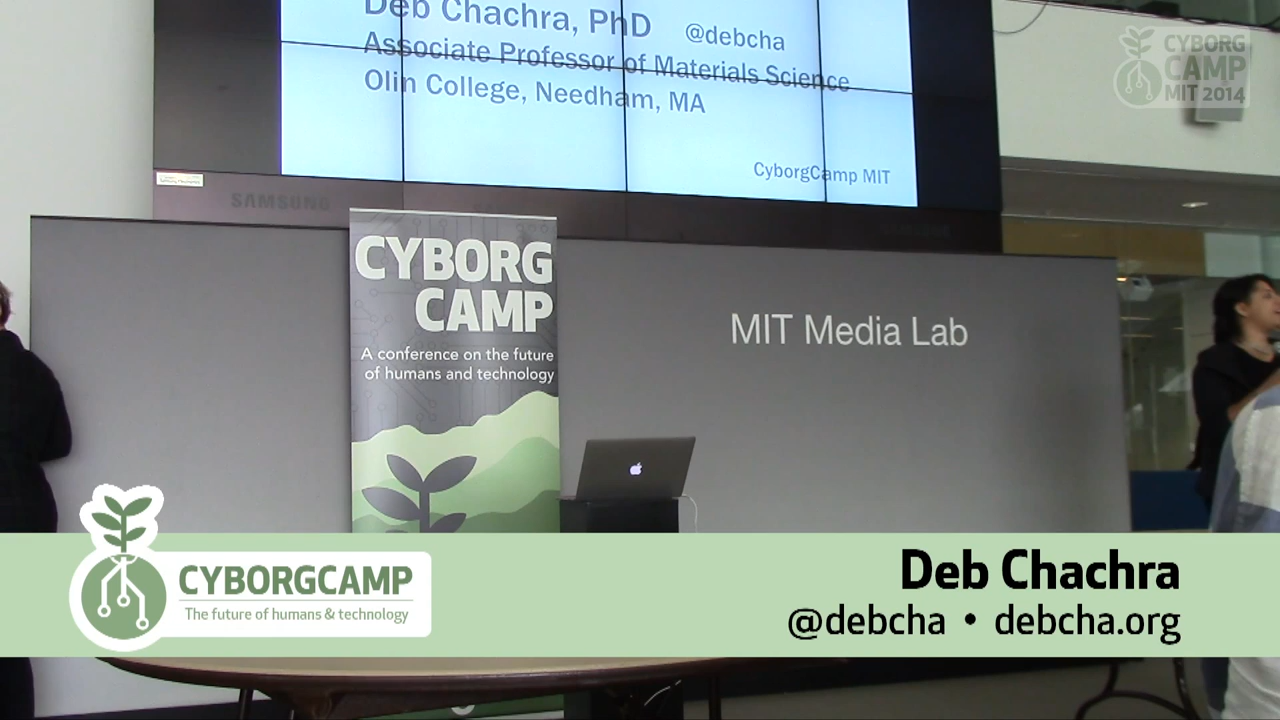 Deb Chachra, PhD @debcha
Associate Professor of Materials Science
Olin College, Needham, MA
CyborgCamp MIT
CYBORG
CAMP
MIT 2014
SAMSUNG
CYBORG
CAMP
A conference on the future
of humans and technology
MIT Media Lab
CYBORGCAMP
The future of humans & technology
Deb Chachra
@debcha • debcha.org